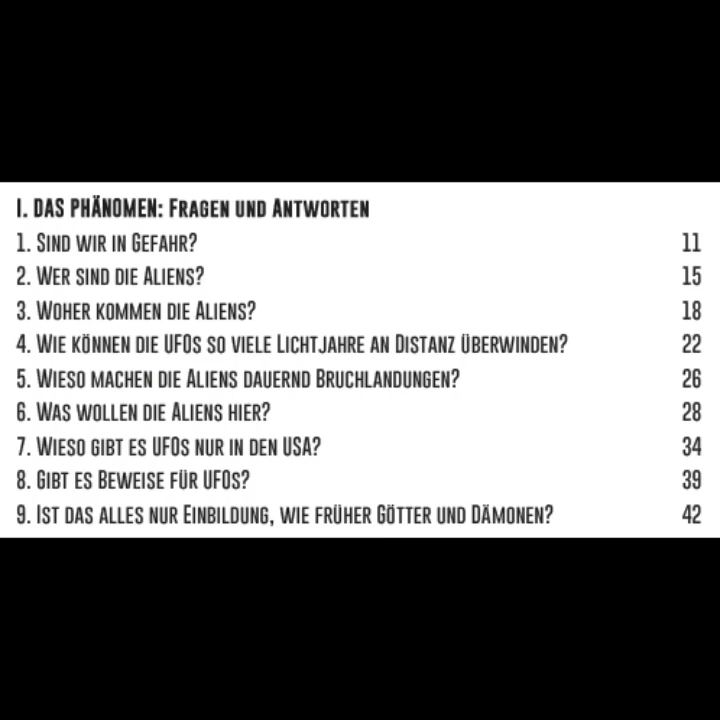 I. DAS PHÄNOMEN: FRAGEN UND ANTWORTEN
1. SIND WIR IN GEFAHR? 11
2. WER SIND DIE ALIENS? 15
3. WOHER KOMMEN DIE ALIENS? 18
4. WIE KÖNNEN DIE UFOS SO VIELE LICHTJAHRE AN DISTANZ ÜBERWINDEN? 22
5. WIESO MACHEN DIE ALIENS DAUERND BRUCHLANDUNGEN? 26
6. WAS WOLLEN DIE ALIENS HIER? 28
7. WIESO GIBT ES UFOS NUR IN DEN USA? 34
8. GIBT ES BEWEISE FÜR UFOS? 39
9. IST DAS ALLES NUR EINBILDUNG, WIE FRÜHER GÖTTER UND DÄMONEN? 42